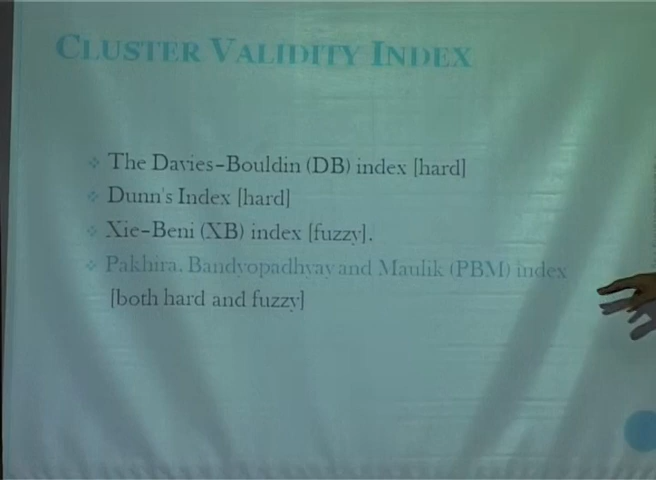 CLUSTER VALIDITY INDEX
The Davies-Bouldin (DB) index [hard]
Dunn's Index [hard]
Xie-Beni (XB) index [fuzzy].
Pakhira, Bandyopadhyay and Maulik (PBM) index
[both hard and fuzzy]